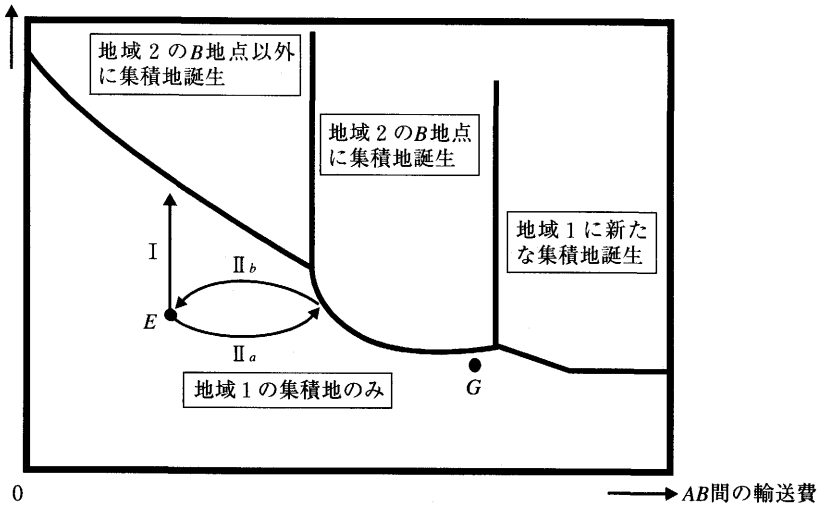 地域2のB地点以外
に集積地誕生
地域2のB地点
に集積地誕生
地域1に新た
な集積地誕生
I
Ⅱb
E
Ⅱa
地域1の集積地のみ
G
0
AB間の輸送費